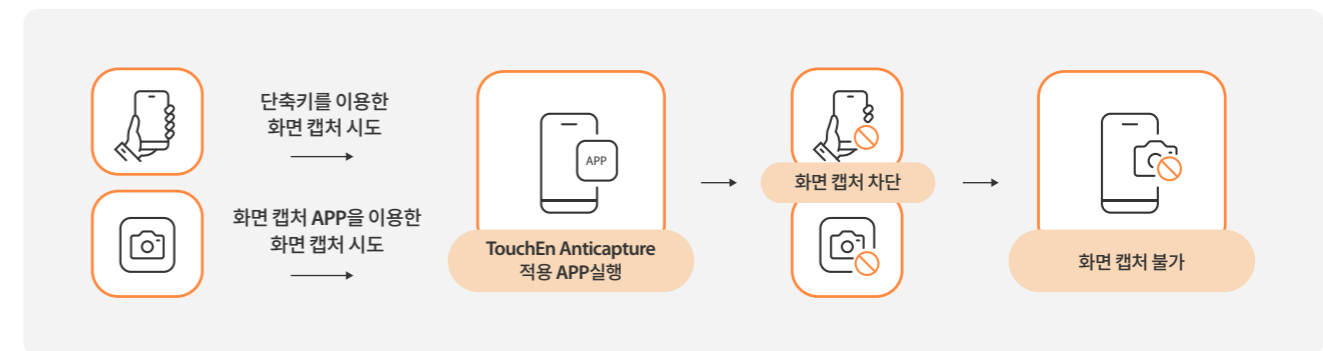 단축키를 이용한
화면 캡처 시도
화면 캡처 APP을 이용한
화면 캡처 시도
APP
TouchEn Anticapture
적용 APP실행
화면 캡처 차단
화면 캡처 불가